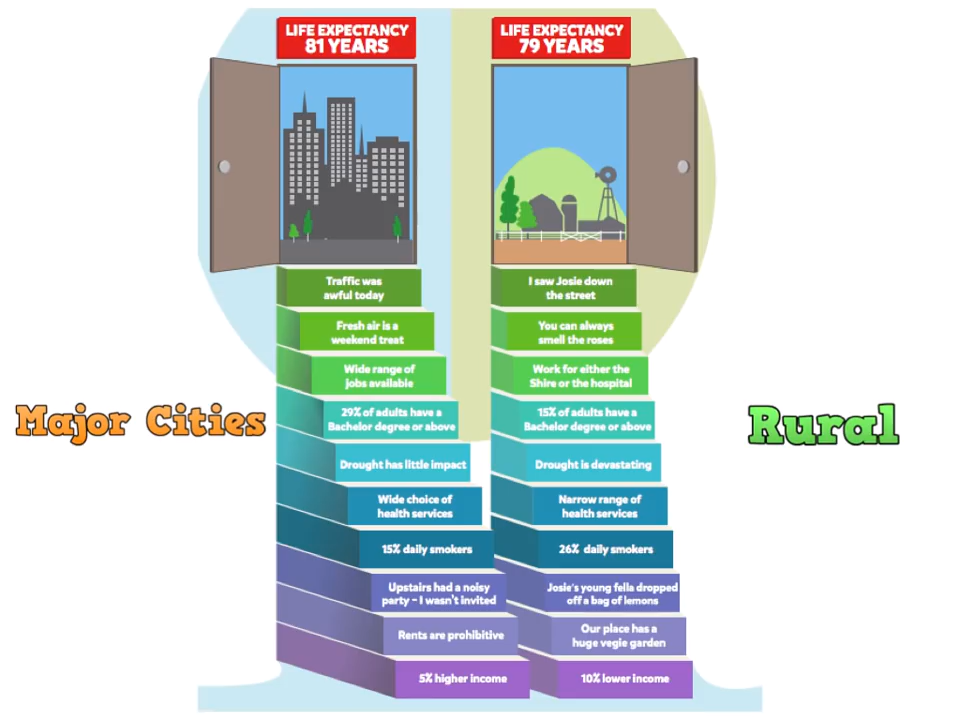 LIFE EXPECTANCY
81 YEARS
Traffic was
awful today
Fresh air is a
weekend treat
Wide range of
jobs available
29% of adults have a
Bachelor degree or above
Drought has little impact
Wide choice of
health services
15% daily smokers
Upstairs had a noisy
party - I wasn't invited
Rents are prohibitive
5% higher income
Major Cities
LIFE EXPECTANCY
79 YEARS
I saw Josie down
the street
You can always
smell the roses
Work for either the
Shire or the hospital
15% of adults have a
Bachelor degree or above
Drought is devastating
Narrow range of
health services
26% daily smokers
Josie's young fella dropped
off a bag of lemons
Our place has a
huge vegie garden
10% lower income
Rural